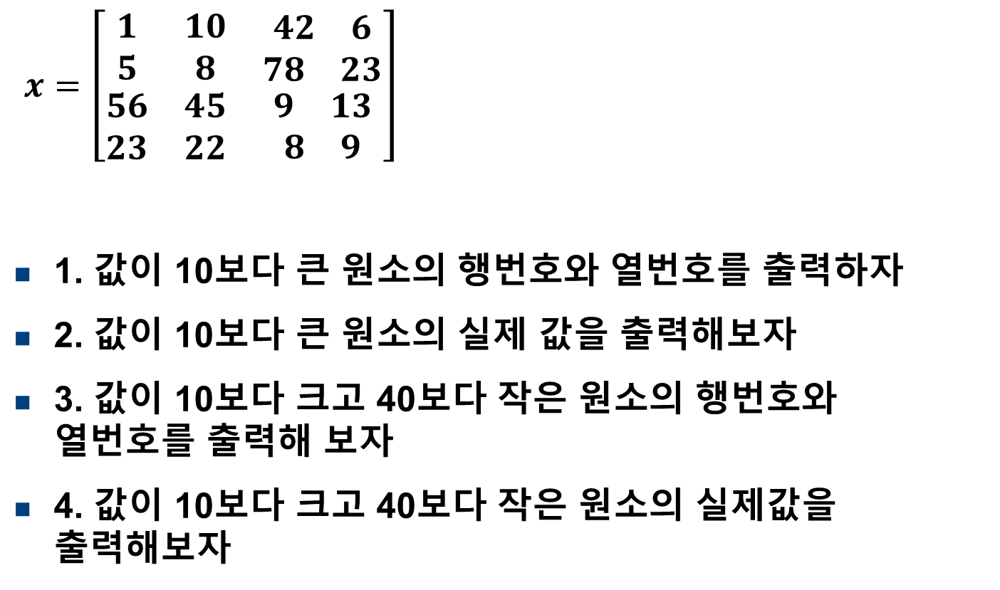 x = [
1 10 42 6
5 8 78 23
56 45 9 13
23 22 8 9
]
■ 1. 값이 10보다 큰 원소의 행번호와 열번호를 출력하자
■ 2. 값이 10보다 큰 원소의 실제 값을 출력해보자
■ 3. 값이 10보다 크고 40보다 작은 원소의 행번호와
열번호를 출력해 보자
■ 4. 값이 10보다 크고 40보다 작은 원소의 실제값을
출력해보자